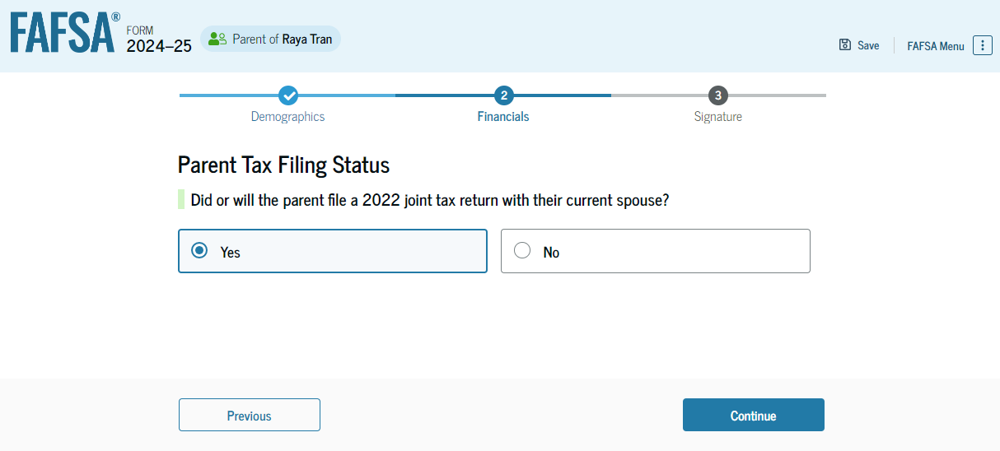 FAFSA®
FORM
2024–25
Parent of Raya Tran
Save
FAFSA Menu
2
3
Demographics
Financials
Signature
Parent Tax Filing Status
Did or will the parent file a 2022 joint tax return with their current spouse?
Yes
No
Previous
Continue